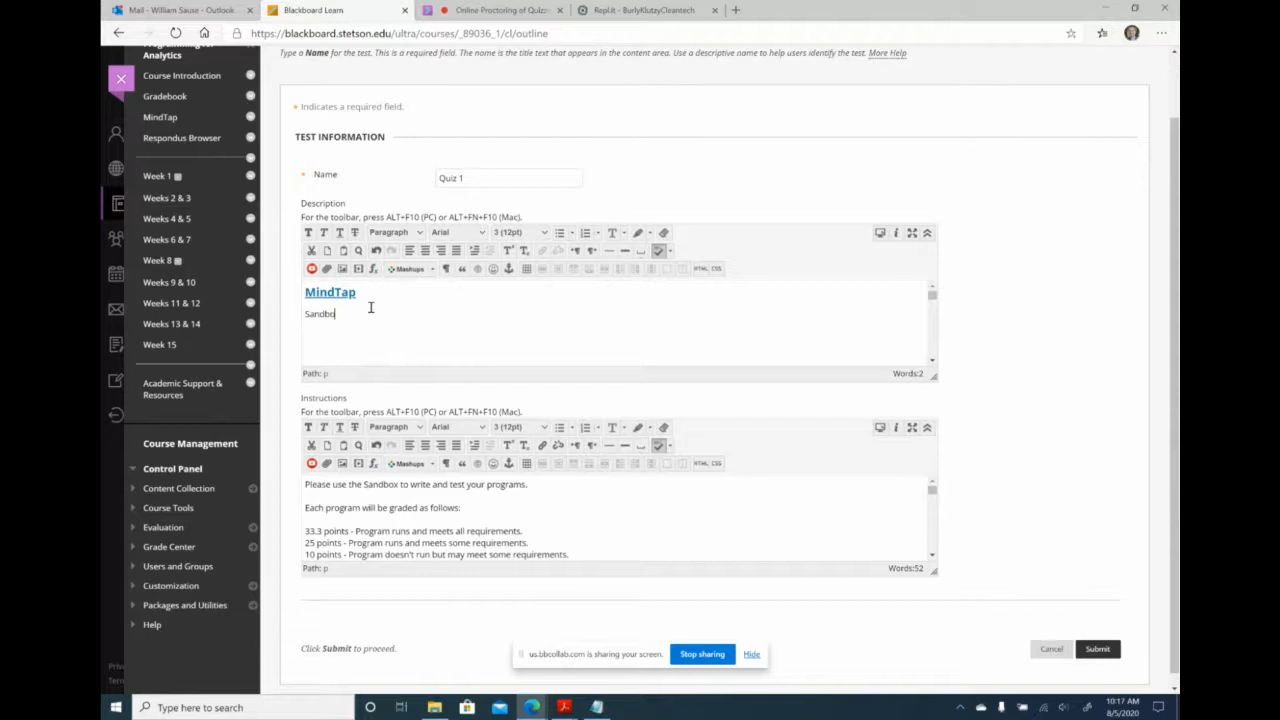 Mail - William Sause - Outlook
Blackboard Learn
Online Proctoring of Quizz
Repl.it - BurlyKlutzyCleantech
https://blackboard.stetson.edu/ultra/courses/_89036_1/cl/outline
Type a Name for the test. This is a required field. The name is the title text that appears in the content area. Use a descriptive name to help users identify the test. More Help
Analytics
Course Introduction
Gradebook
MindTap
Respondus Browser
Week 1
Weeks 2 & 3
Weeks 4 & 5
Weeks 6 & 7
Week 8
Weeks 9 & 10
Weeks 11 & 12
Weeks 13 & 14
Week 15
Academic Support &
Resources
Course Management
Control Panel
Content Collection
Course Tools
Evaluation
Grade Center
Users and Groups
Customization
Packages and Utilities
Help
Priva
Term
Indicates a required field.
TEST INFORMATION
Name
Quiz 1
Description
For the toolbar, press ALT+F10 (PC) or ALT+FN+F10 (Mac).
Paragraph Arial 3 (12pt)
Mashups HTML CSS
MindTap
Sandbo
Path: p Words:2
Instructions
For the toolbar, press ALT+F10 (PC) or ALT+FN+F10 (Mac).
Paragraph Arial 3 (12pt)
Mashups HTML CSS
Please use the Sandbox to write and test your programs.
Each program will be graded as follows:
33.3 points - Program runs and meets all requirements.
25 points - Program runs and meets some requirements.
10 points - Program doesn't run but may meet some requirements.
Path: p Words:52
Click Submit to proceed.
Cancel Submit
us.bbcollab.com is sharing your screen. Stop sharing Hide
Type here to search
10:17 AM
8/5/2020